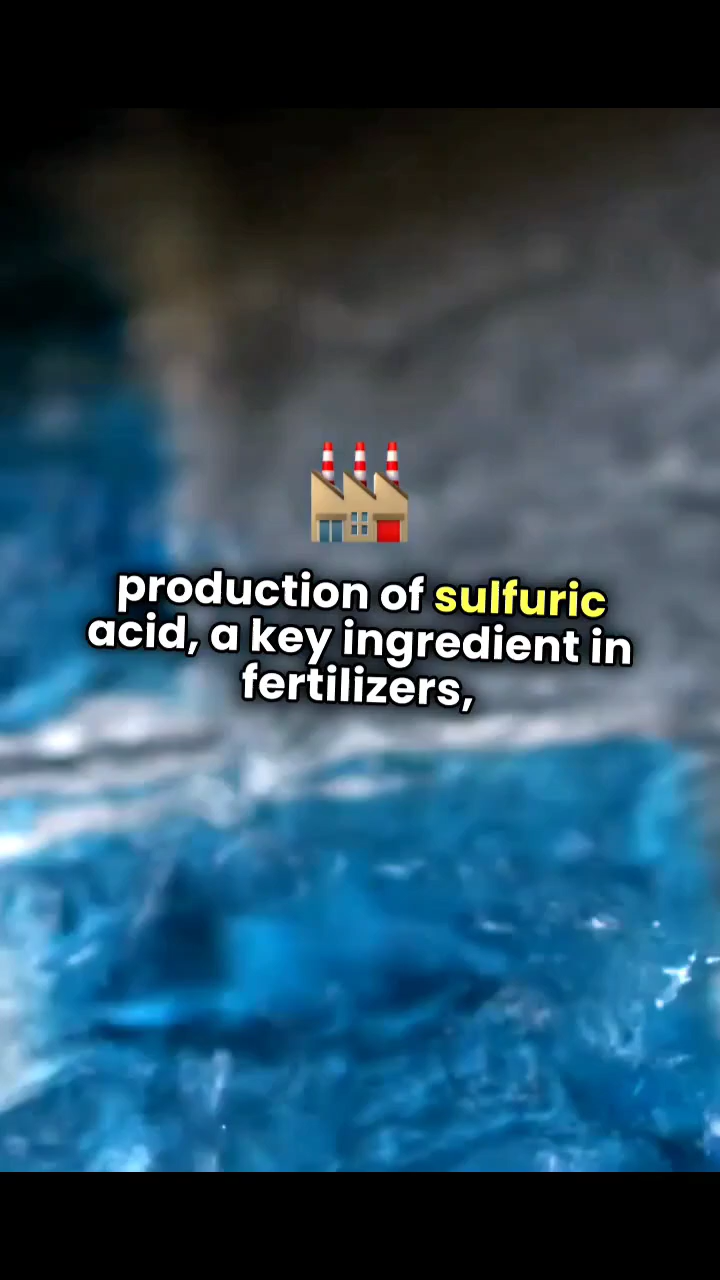 production of sulfuric
acid, a key ingredient in
fertilizers,